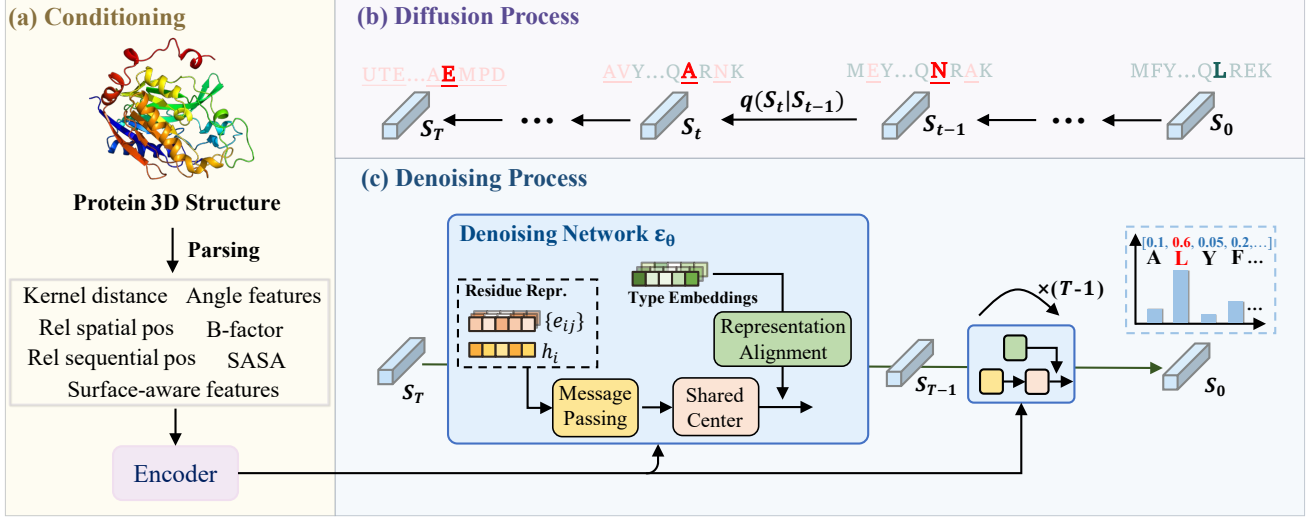 (a) Conditioning
Protein 3D Structure
Parsing
Kernel distance Angle features
Rel spatial pos B-factor
Rel sequential pos SASA
Surface-aware features
Encoder
(b) Diffusion Process
UTE...AEMPD
AVY...QARNK
MEY...QNRAK
MFY...QLREK
q(S_t|S_{t-1})
S_T ... S_t S_{t-1} ... S_0
(c) Denoising Process
Denoising Network ε_θ
Residue Repr.
{e_{ij}}
h_i
Type Embeddings
Representation
Alignment
Message
Passing
Shared
Center
S_T
S_{T-1}
×(T-1)
[0.1, 0.6, 0.05, 0.2,...]
A L Y F...
...
S_0